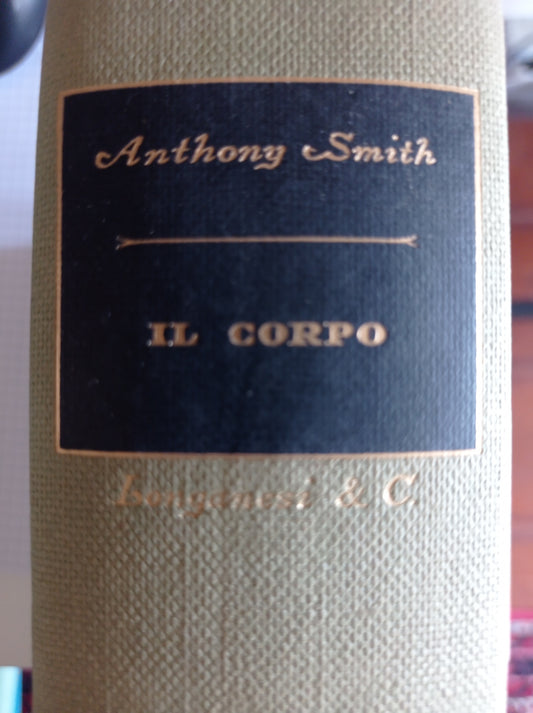 Anthony Smith
IL CORPO
Longanesi & C.